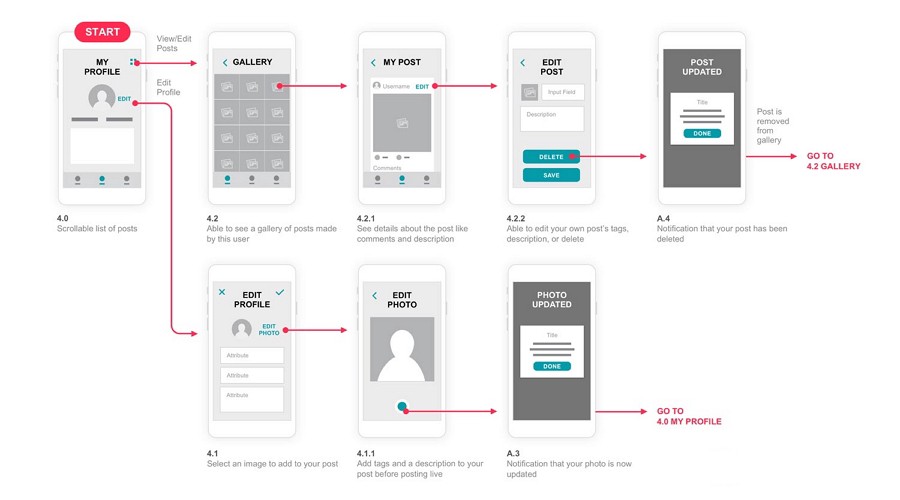 START
View/Edit
Posts
MY
PROFILE
EDIT
Edit
Profile
4.0
Scrollable list of posts
GALLERY
4.2
Able to see a gallery of posts made
by this user
MY POST
Username
EDIT
Comments
4.2.1
See details about the post like
comments and description
EDIT
POST
Input Field
Description
DELETE
SAVE
4.2.2
Able to edit your own post's tags,
description, or delete
POST
UPDATED
Title
DONE
A.4
Notification that your post has been
deleted
Post is
removed
from
gallery
GO TO
4.2 GALLERY
EDIT
PROFILE
EDIT
PHOTO
Attribute
Attribute
Attribute
4.1
Select an image to add to your post
EDIT
PHOTO
4.1.1
Add tags and a description to your
post before posting live
PHOTO
UPDATED
Title
DONE
A.3
Notification that your photo is now
updated
GO TO
4.0 MY PROFILE